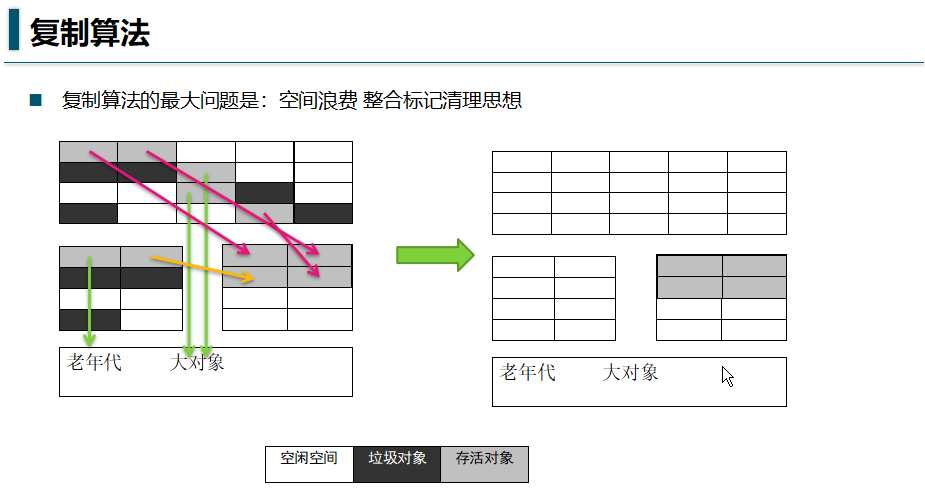 复制算法
复制算法的最大问题是：空间浪费 整合标记清理思想
老年代 大对象
老年代 大对象
空闲空间 垃圾对象 存活对象